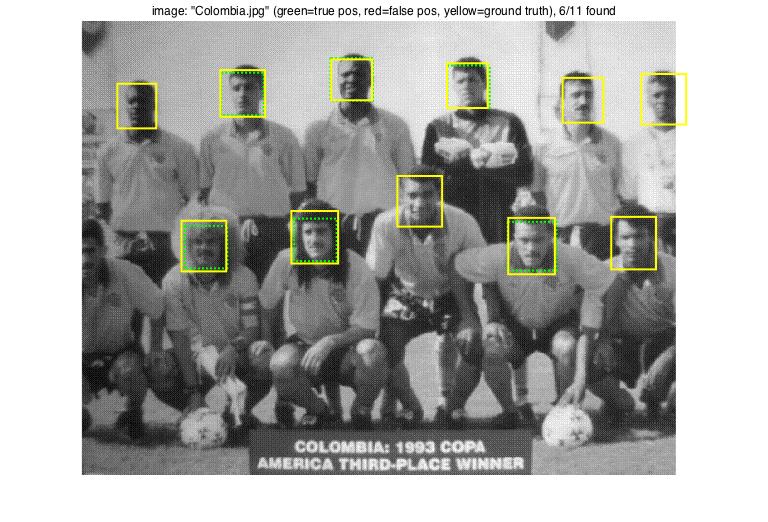 image: "Colombia.jpg" (green=true pos, red=false pos, yellow=ground truth), 6/11 found
COLOMBIA: 1993 COPA
AMERICA THIRD-PLACE WINNER